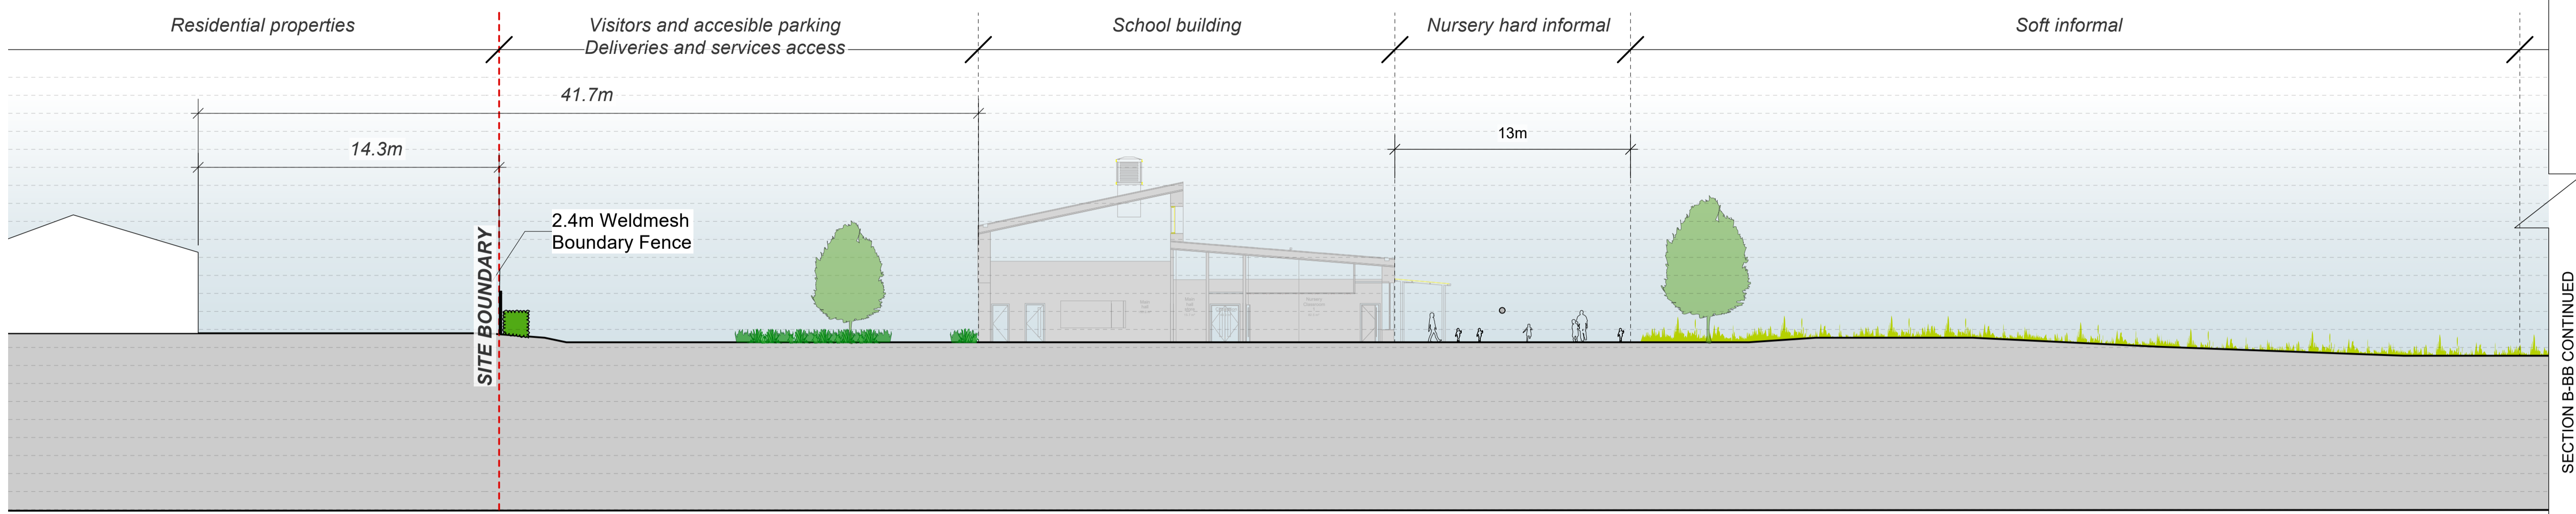 Residential properties
Visitors and accesible parking
Deliveries and services access
School building
Nursery hard informal
Soft informal
41.7m
14.3m
13m
2.4m Weldmesh
Boundary Fence
SITE BOUNDARY
SECTION B-BB CONTINUED